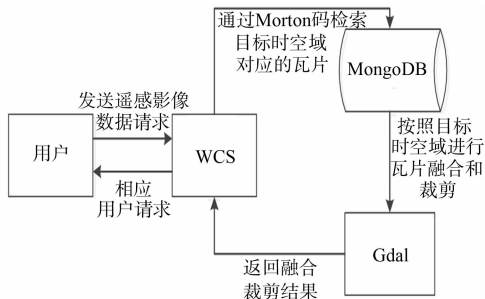 通过Morton码检索
目标时空域
对应的瓦片
MongoDB
发送遥感影像
数据请求
用户
WCS
相应
用户请求
按照目标
时空域进行
瓦片融合和
裁剪
Gdal
返回融合
裁剪结果